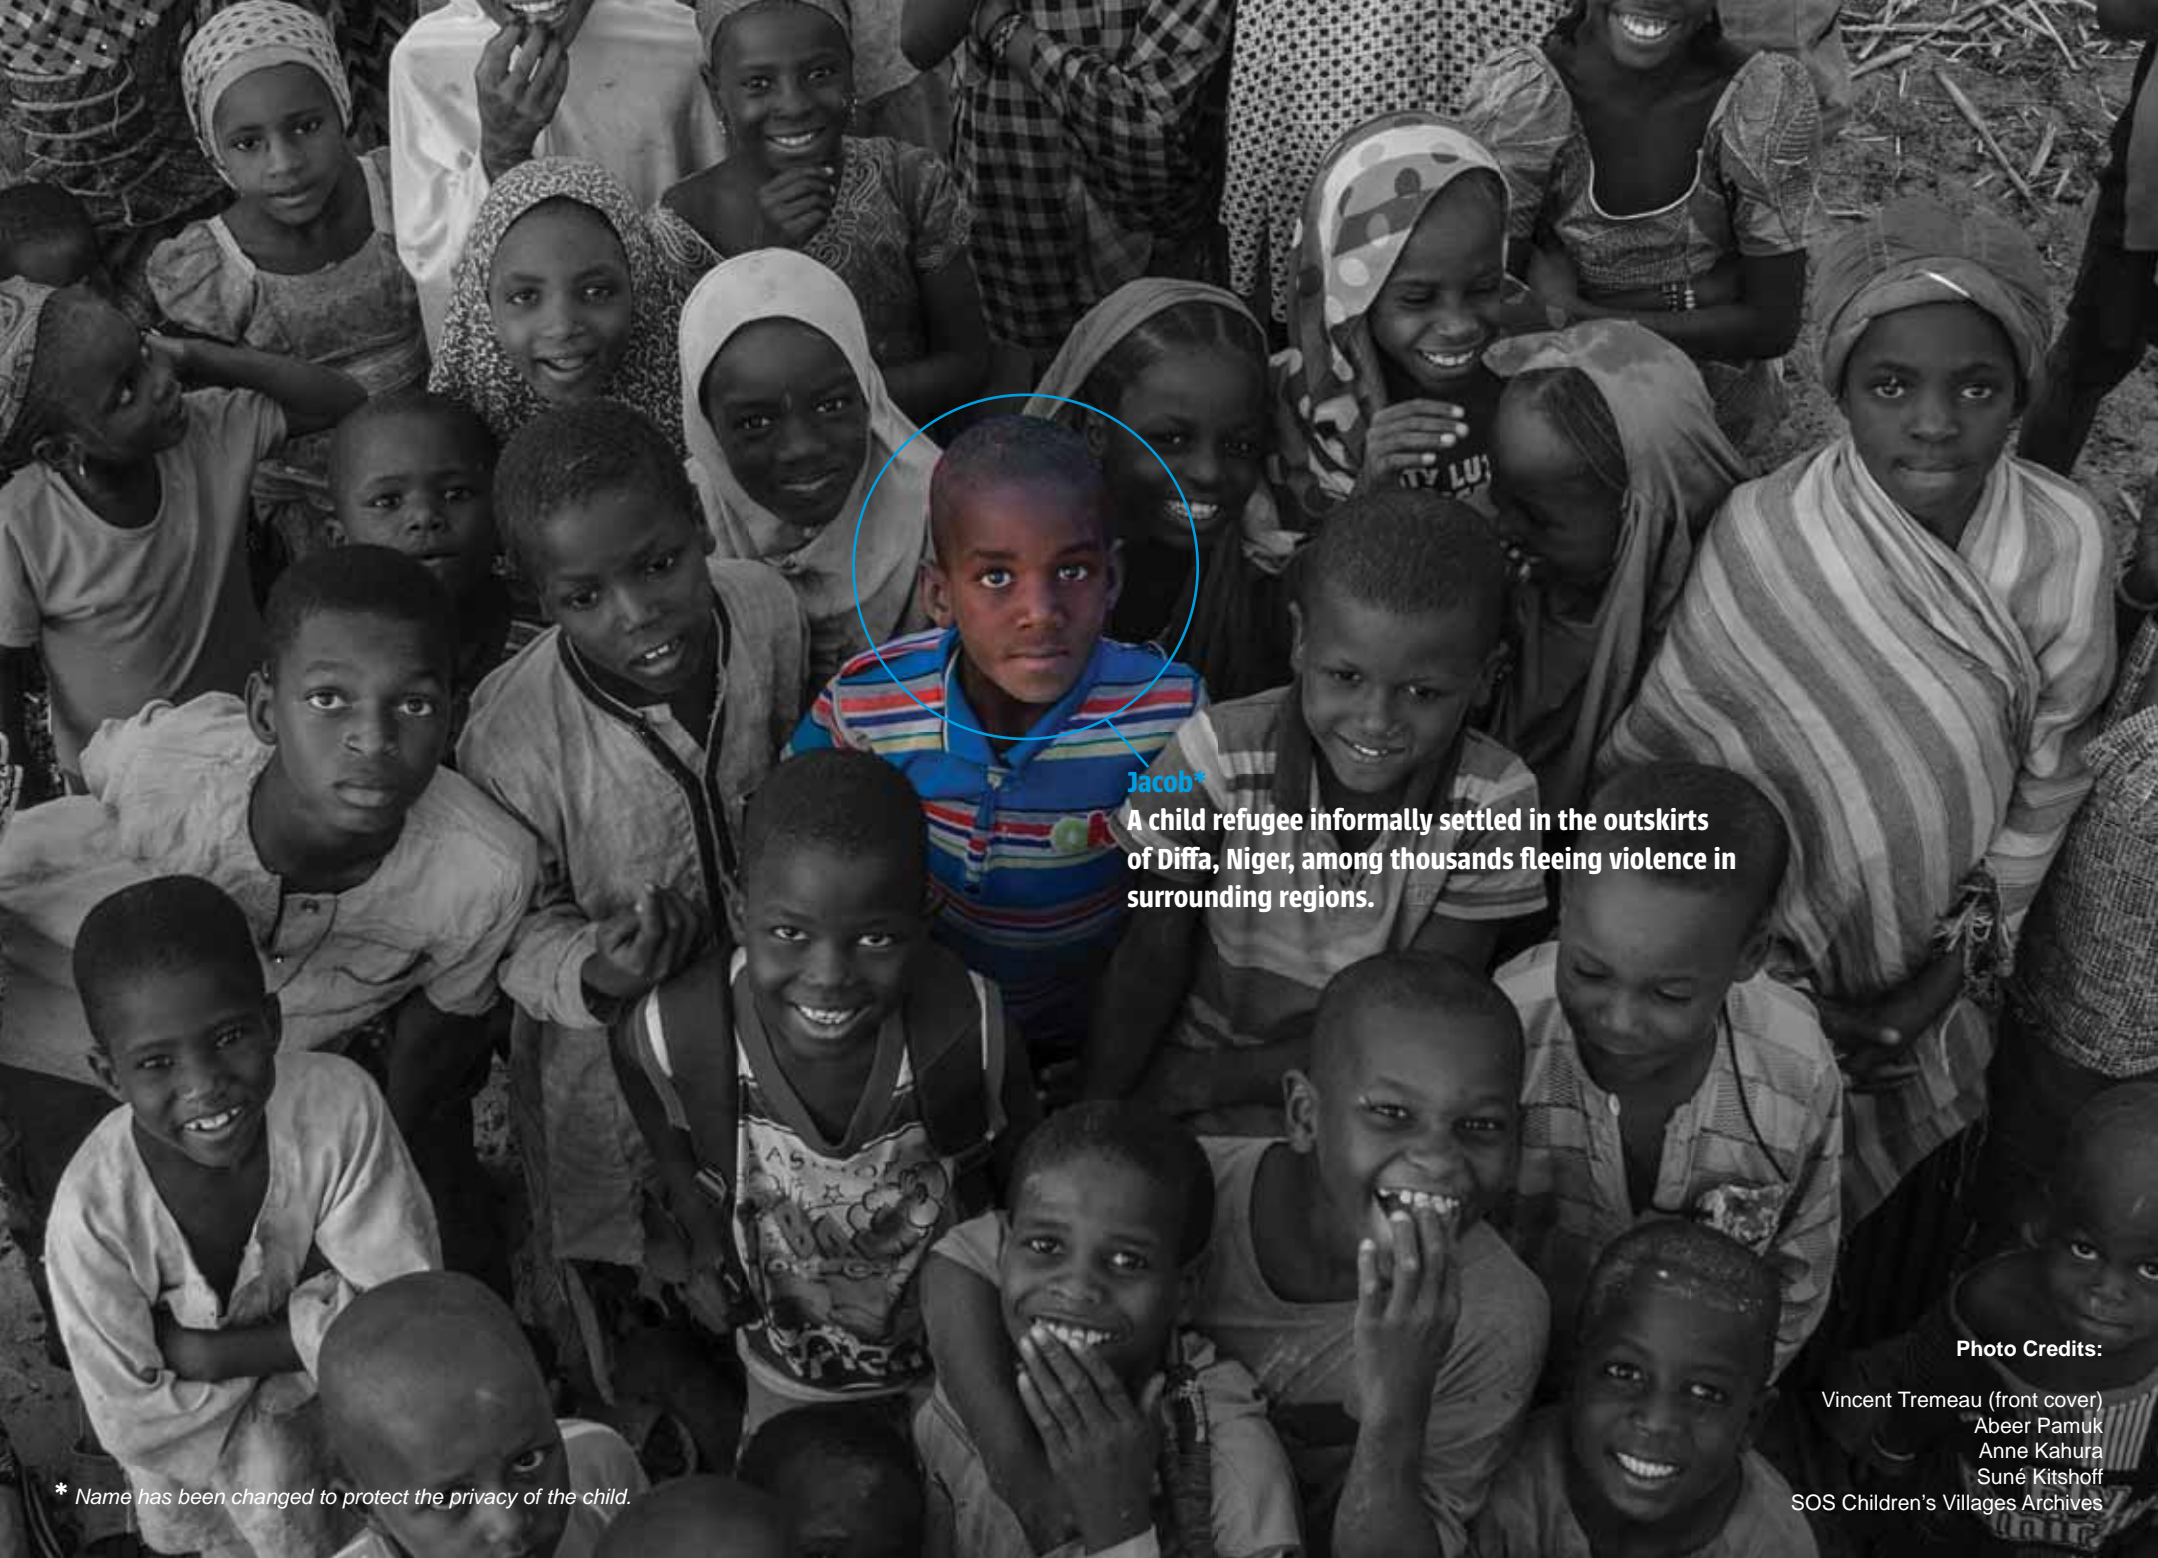 TY LU
Jacob*
A child refugee informally settled in the outskirts
of Diffa, Niger, among thousands fleeing violence in
surrounding regions.
Photo Credits:
Vincent Tremeau (front cover)
Abeer Pamuk
Anne Kahura
Suné Kitshoff
SOS Children's Villages Archives
* Name has been changed to protect the privacy of the child.